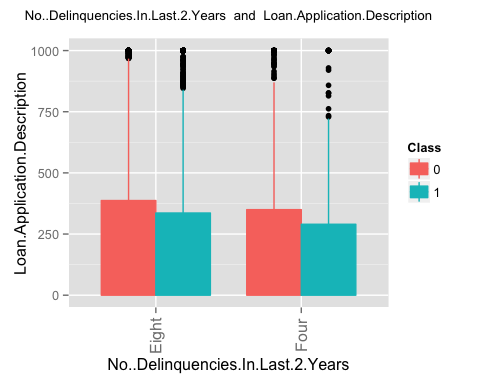 No..Delinquencies.In.Last.2.Years and Loan.Application.Description
1000
750
500
250
0
Loan.Application.Description
Eight
Four
No..Delinquencies.In.Last.2.Years
Class
0
1